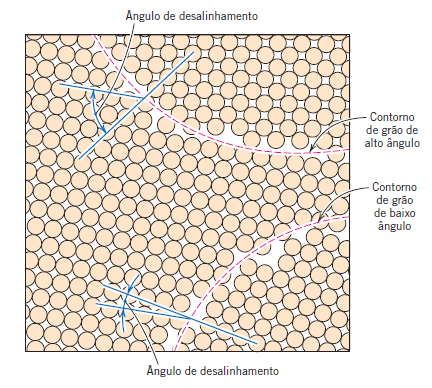 Ângulo de desalinhamento
Contorno
de grão de
alto ângulo
Contorno
de grão
de baixo
ângulo
Ângulo de desalinhamento